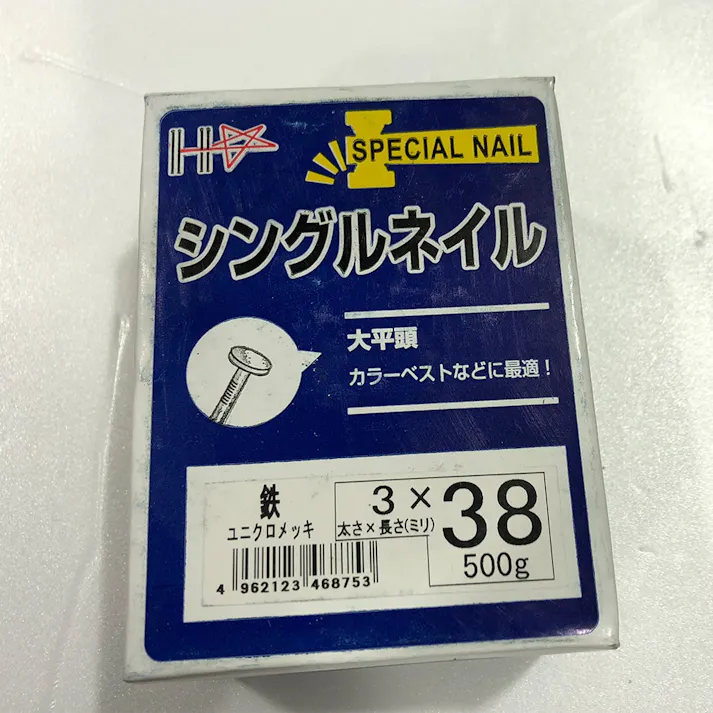 H☆
SPECIAL NAIL
シングルネイル
大平頭
カラーベストなどに最適!
鉄
ユニクロメッキ
3×38
太さ×長さ(ミリ)
500g
4 962123 468753